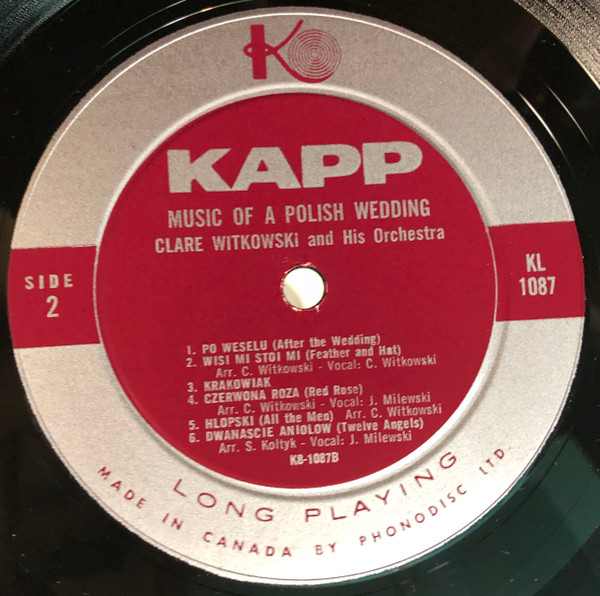 K
KAPP
MUSIC OF A POLISH WEDDING
CLARE WITKOWSKI and His Orchestra
SIDE
2
KL
1087
1. PO WESELU (After the Wedding)
2. WISI MI STOI MI (Feather and Hat)
Arr. C. Witkowski - Vocal: C. Witkowski
3. KRAKOWIAK
4. CZERWONA ROZA (Red Rose)
Arr. C. Witkowski - Vocal: J. Milewski
5. HLOPSKI (All the Men) Arr. C. Witkowski
6. DWANASCIE ANIOLOW (Twelve Angels)
Arr. S. Koltyk - Vocal: J. Milewski
K8-1087B
LONG PLAYING
MADE IN CANADA BY PHONODISC LTD.